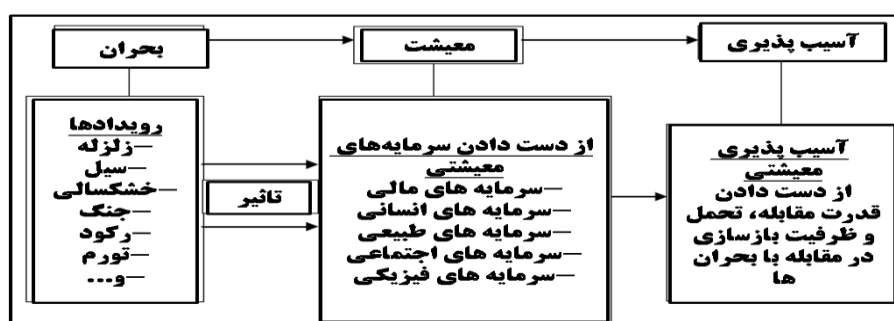 بحران
معیشت
آسیب پذیری
رویدادها
–زلزله
–سیل
–خشکسالی
–جنگ
–رکود
–تورم
–و...
تاثیر
از دست دادن سرمایه‌های
معیشتی
–سرمایه های مالی
–سرمایه های انسانی
–سرمایه های طبیعی
–سرمایه های اجتماعی
–سرمایه های فیزیکی
آسیب پذیری
معیشتی
از دست دادن
قدرت مقابله، تحمل
و ظرفیت بازسازی
در مقابله با بحران
ها